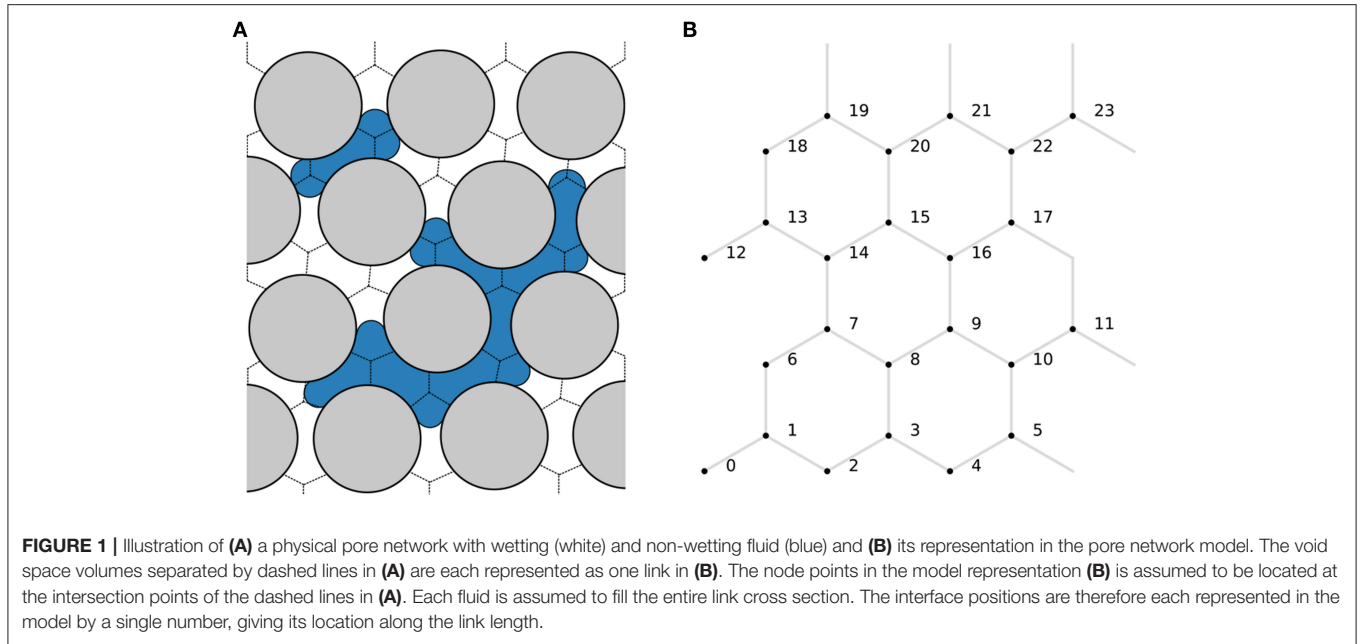 A
B
19 21 23
18 20 22
13 15 17
12 14 16
7 9 11
6 8 10
1 3 5
0 2 4
FIGURE 1 | Illustration of (A) a physical pore network with wetting (white) and non-wetting fluid (blue) and (B) its representation in the pore network model. The void
space volumes separated by dashed lines in (A) are each represented as one link in (B). The node points in the model representation (B) is assumed to be located at
the intersection points of the dashed lines in (A). Each fluid is assumed to fill the entire link cross section. The interface positions are therefore each represented in the
model by a single number, giving its location along the link length.